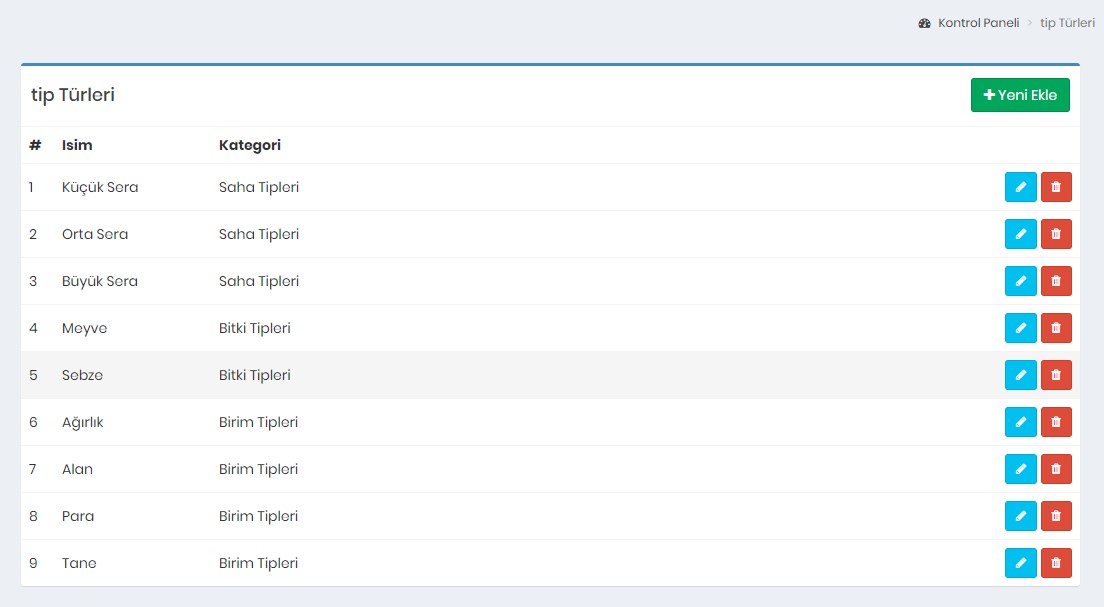 Kontrol Paneli > tip Türleri
tip Türleri
Yeni Ekle
# Isim Kategori
1 Küçük Sera Saha Tipleri
2 Orta Sera Saha Tipleri
3 Büyük Sera Saha Tipleri
4 Meyve Bitki Tipleri
5 Sebze Bitki Tipleri
6 Ağırlık Birim Tipleri
7 Alan Birim Tipleri
8 Para Birim Tipleri
9 Tane Birim Tipleri